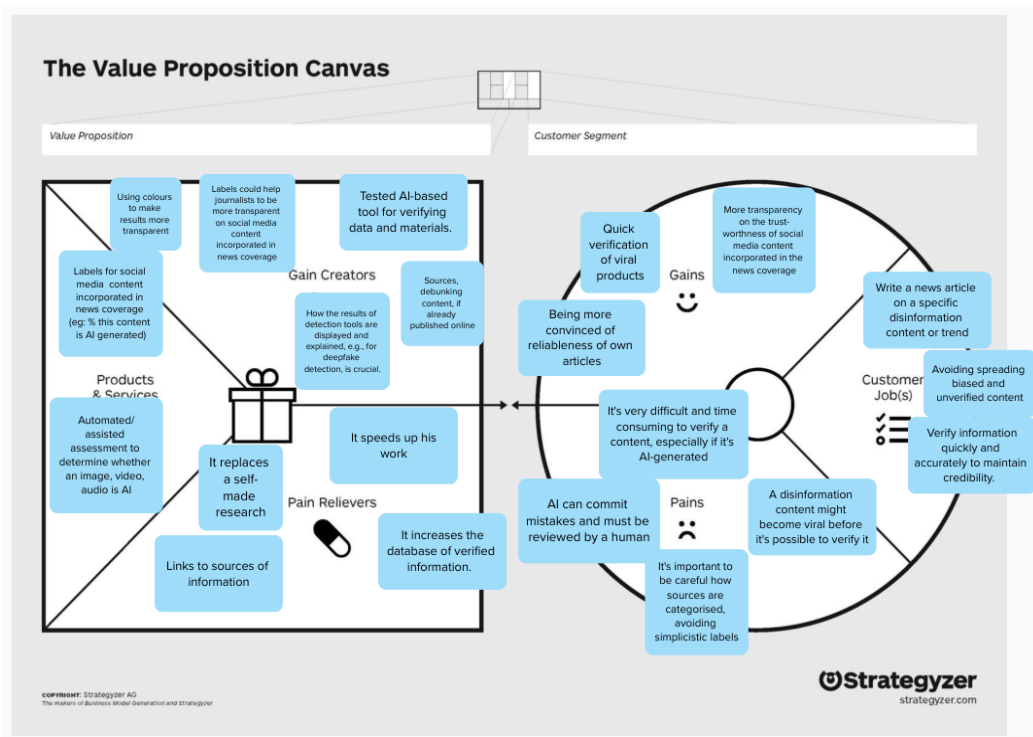 The Value Proposition Canvas
Value Proposition
Customer Segment
Using colours
to make
results more
transparent
Labels could help
journalists to be
more transparent
on social media
content
incorporated in
news coverage
Tested AI-based
tool for verifying
data and materials.
Labels for social
media content
incorporated in
news coverage
(eg: % this content
is AI generated)
Gain Creators
Sources,
debunking
content, if
already
published online
How the results of
detection tools are
displayed and
explained, e.g., for
deepfake
detection, is crucial.
Products
& Services
Automated/
assisted
assessment to
determine whether
an image, video,
audio is AI
It replaces
a self-
made
research
It speeds up his
work
Pain Relievers
It increases the
database of verified
information.
Links to sources of
information
Quick
verification
of viral
products
More transparency
on the trust-
worthness of social
media content
incorporated in the
news coverage
Gains
Being more
convinced of
reliableness of own
articles
Write a news article
on a specific
disinformation
content or trend
Customer
Job(s)
Avoiding spreading
biased and
unverified content
Verify information
quickly and
accurately to maintain
credibility.
It's very difficult and time
consuming to verify a
content, especially if it's
AI-generated
AI can commit
mistakes and must be
reviewed by a human
Pains
A disinformation
content might
become viral before
it's possible to verify it
It's important to
be careful how
sources are
categorised,
avoiding
simplicistic labels
COPYRIGHT: Strategyzer AG
The makers of Business Model Generation and Strategyzer
Strategyzer
strategyzer.com